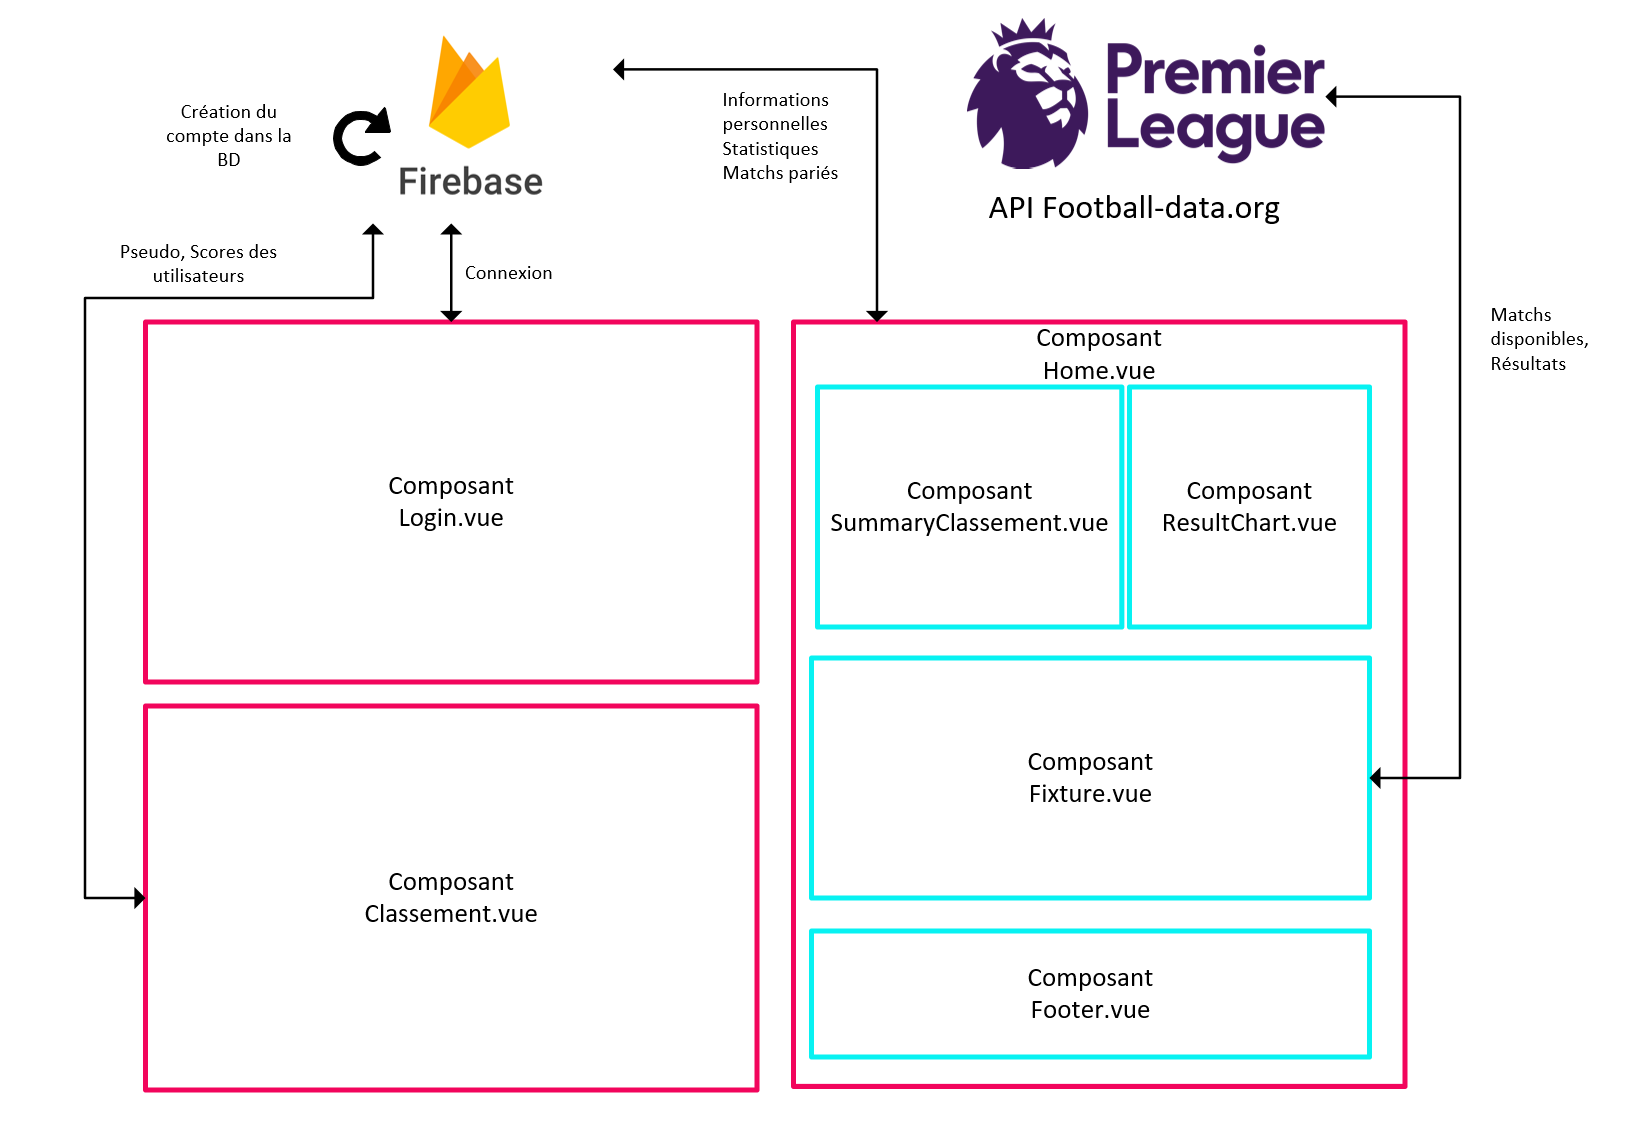 Création du
compte dans la
BD
Firebase
Informations
personnelles
Statistiques
Matchs pariés
Premier
League
API Football-data.org
Pseudo, Scores des
utilisateurs
Connexion
Matchs
disponibles,
Résultats
Composant
Login.vue
Composant
Home.vue
Composant
SummaryClassement.vue
Composant
ResultChart.vue
Composant
Fixture.vue
Composant
Classement.vue
Composant
Footer.vue